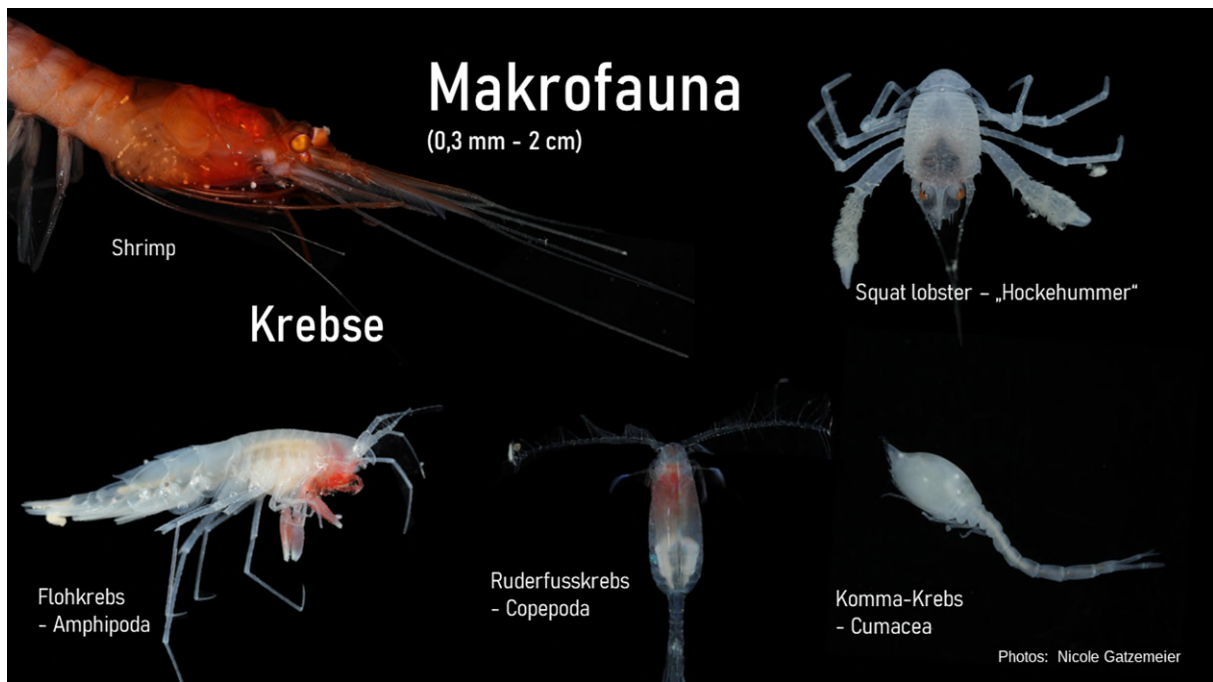 Makrofauna
(0,3 mm - 2 cm)
Shrimp
Squat lobster – „Hockehummer“
Krebse
Flohkrebs
- Amphipoda
Ruderfusskrebs
- Copepoda
Komma-Krebs
- Cumacea
Photos: Nicole Gatzemeier